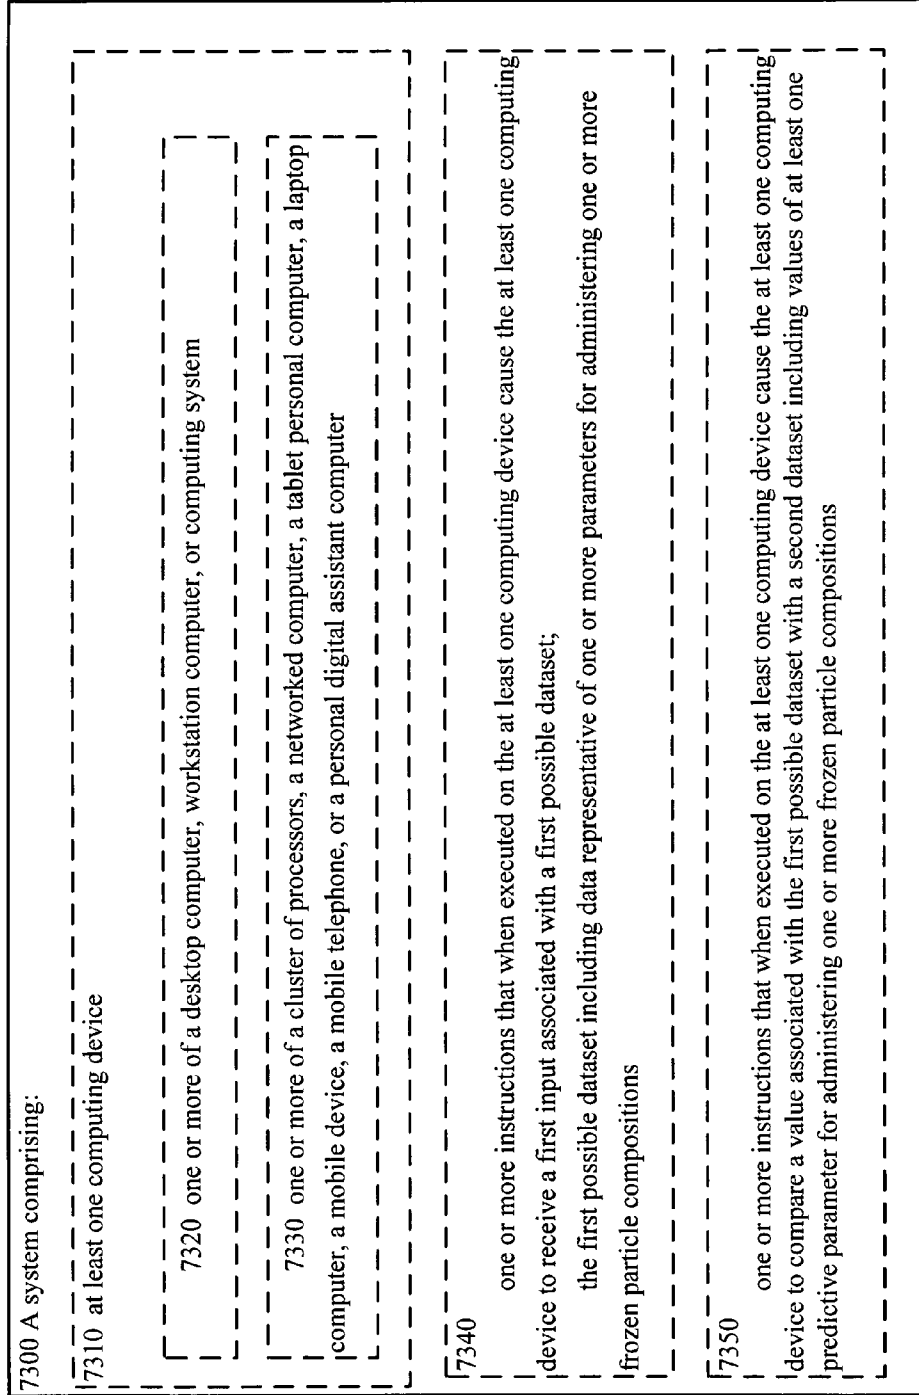 7300 A system comprising:
7310 at least one computing device
7320 one or more of a desktop computer, workstation computer, or computing system
7330 one or more of a cluster of processors, a networked computer, a tablet personal computer, a laptop
computer, a mobile device, a mobile telephone, or a personal digital assistant computer
7340
one or more instructions that when executed on the at least one computing device cause the at least one computing
device to receive a first input associated with a first possible dataset;
the first possible dataset including data representative of one or more parameters for administering one or more
frozen particle compositions
7350
one or more instructions that when executed on the at least one computing device cause the at least one computing
device to compare a value associated with the first possible dataset with a second dataset including values of at least one
predictive parameter for administering one or more frozen particle compositions